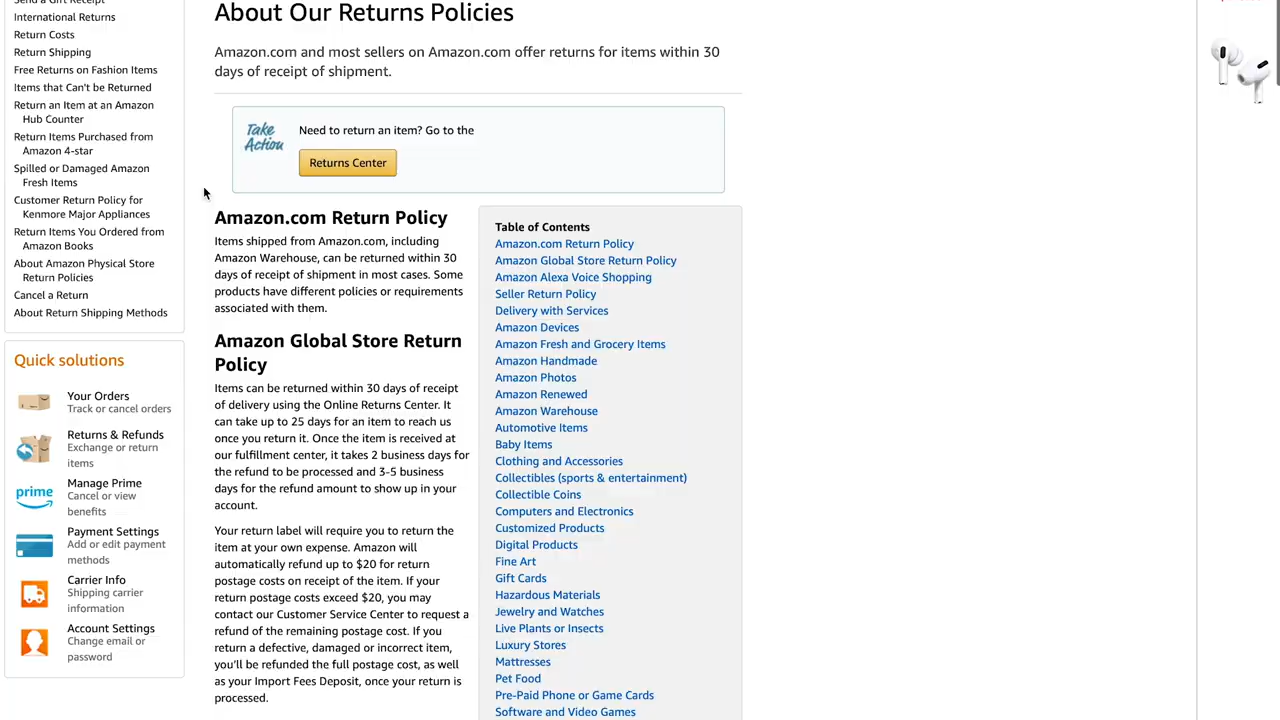 Send a Gift Receipt
International Returns
Return Costs
Return Shipping
Free Returns on Fashion Items
Items that Can't be Returned
Return an Item at an Amazon
Hub Counter
Return Items Purchased from
Amazon 4-star
Spilled or Damaged Amazon
Fresh Items
Customer Return Policy for
Kenmore Major Appliances
Return Items You Ordered from
Amazon Books
About Amazon Physical Store
Return Policies
Cancel a Return
About Return Shipping Methods
Quick solutions
Your Orders
Track or cancel orders
Returns & Refunds
Exchange or return
items
prime
Manage Prime
Cancel or view
benefits
Payment Settings
Add or edit payment
methods
Carrier Info
Shipping carrier
information
Account Settings
Change email or
password
About Our Returns Policies
Amazon.com and most sellers on Amazon.com offer returns for items within 30
days of receipt of shipment.
Take
Action
Need to return an item? Go to the
Returns Center
Amazon.com Return Policy
Items shipped from Amazon.com, including
Amazon Warehouse, can be returned within 30
days of receipt of shipment in most cases. Some
products have different policies or requirements
associated with them.
Amazon Global Store Return
Policy
Items can be returned within 30 days of receipt
of delivery using the Online Returns Center. It
can take up to 25 days for an item to reach us
once you return it. Once the item is received at
our fulfillment center, it takes 2 business days for
the refund to be processed and 3-5 business
days for the refund amount to show up in your
account.
Your return label will require you to return the
item at your own expense. Amazon will
automatically refund up to $20 for return
postage costs on receipt of the item. If your
return postage costs exceed $20, you may
contact our Customer Service Center to request a
refund of the remaining postage cost. If you
return a defective, damaged or incorrect item,
you'll be refunded the full postage cost, as well
as your Import Fees Deposit, once your return is
processed.
Table of Contents
Amazon.com Return Policy
Amazon Global Store Return Policy
Amazon Alexa Voice Shopping
Seller Return Policy
Delivery with Services
Amazon Devices
Amazon Fresh and Grocery Items
Amazon Handmade
Amazon Photos
Amazon Renewed
Amazon Warehouse
Automotive Items
Baby Items
Clothing and Accessories
Collectibles (sports & entertainment)
Collectible Coins
Computers and Electronics
Customized Products
Digital Products
Fine Art
Gift Cards
Hazardous Materials
Jewelry and Watches
Live Plants or Insects
Luxury Stores
Mattresses
Pet Food
Pre-Paid Phone or Game Cards
Software and Video Games